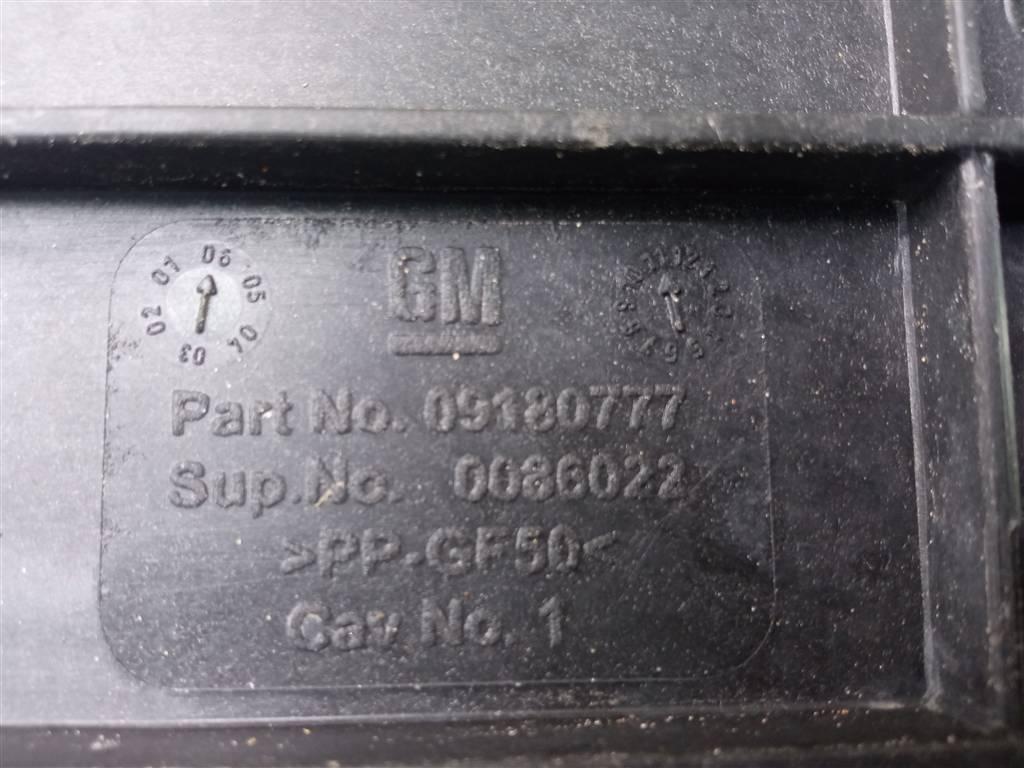 GM
01 06 05 04 03 02
Part No. 09180777
Sup.No. 0086022
>PP-GF50<
Cav No. 1